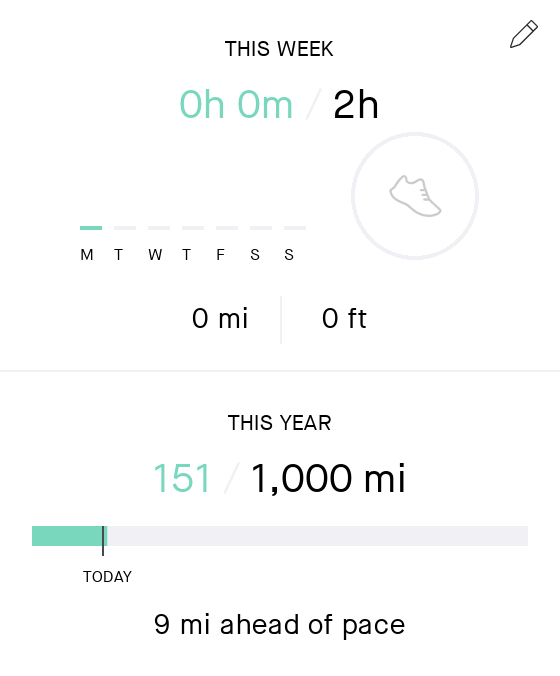 THIS WEEK
0h 0m / 2h
M T W T F S S
0 mi 0 ft
THIS YEAR
151 / 1,000 mi
TODAY
9 mi ahead of pace